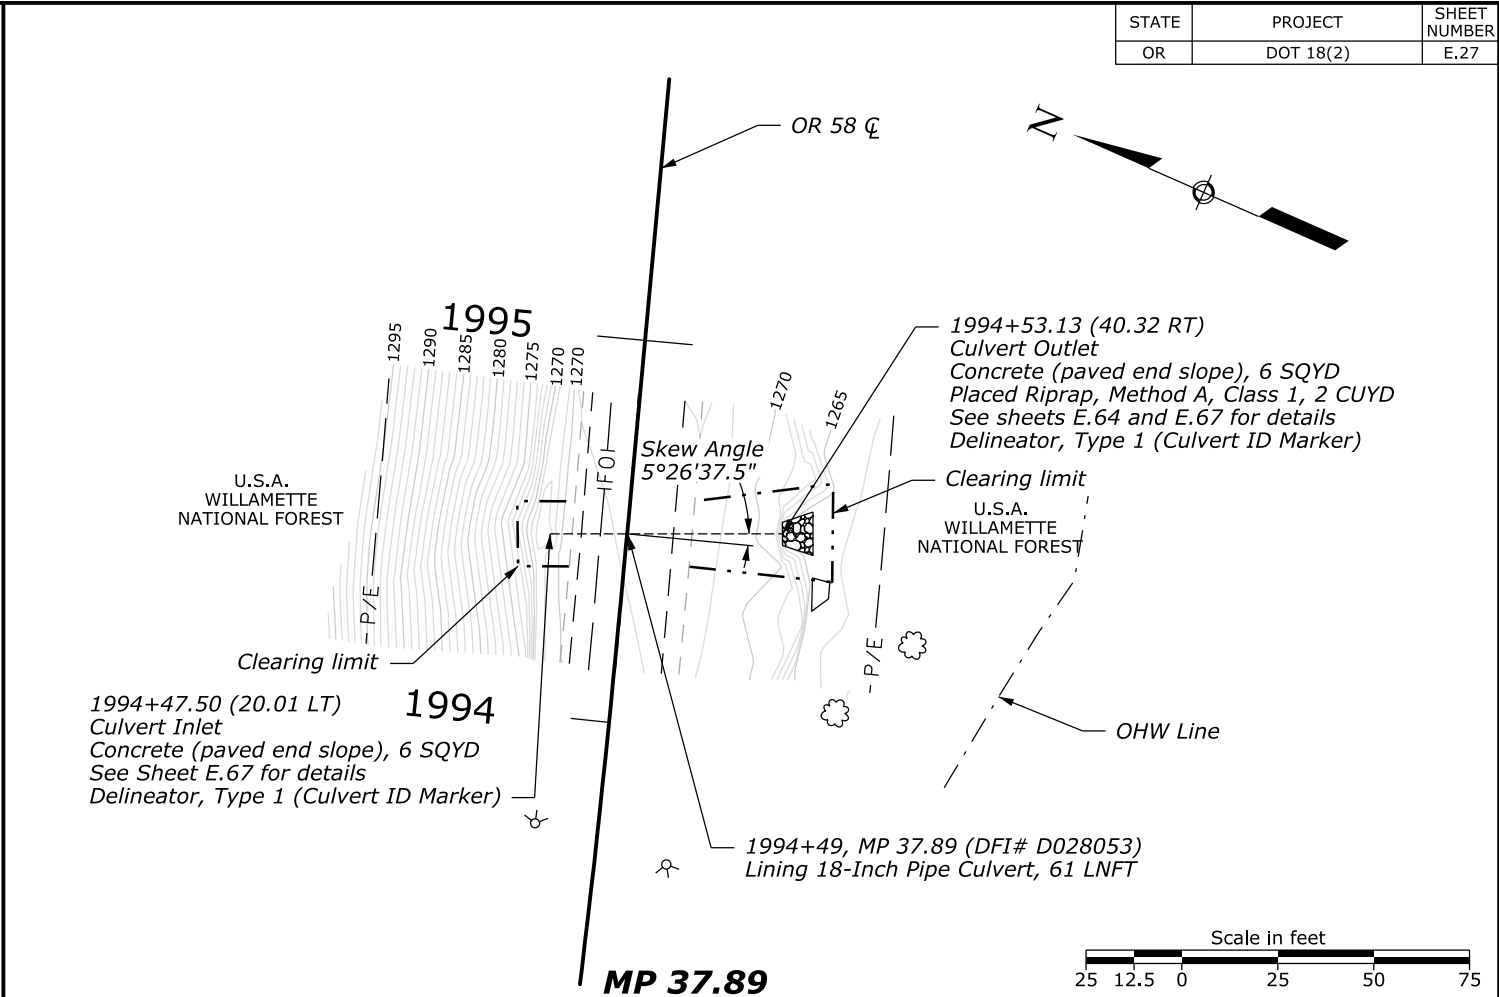 STATE PROJECT SHEET NUMBER
OR DOT 18(2) E.27
OR 58 ℄
N
1995
1295
1290
1285
1280
1275
1270
1270
1270
1265
1994+53.13 (40.32 RT)
Culvert Outlet
Concrete (paved end slope), 6 SQYD
Placed Riprap, Method A, Class 1, 2 CUYD
See sheets E.64 and E.67 for details
Delineator, Type 1 (Culvert ID Marker)
Skew Angle
5°26'37.5"
Clearing limit
U.S.A.
WILLAMETTE
NATIONAL FOREST
U.S.A.
WILLAMETTE
NATIONAL FOREST
P/E
P/E
Clearing limit
1994
1994+47.50 (20.01 LT)
Culvert Inlet
Concrete (paved end slope), 6 SQYD
See Sheet E.67 for details
Delineator, Type 1 (Culvert ID Marker)
OHW Line
1994+49, MP 37.89 (DFI# D028053)
Lining 18-Inch Pipe Culvert, 61 LNFT
MP 37.89
Scale in feet
25 12.5 0 25 50 75